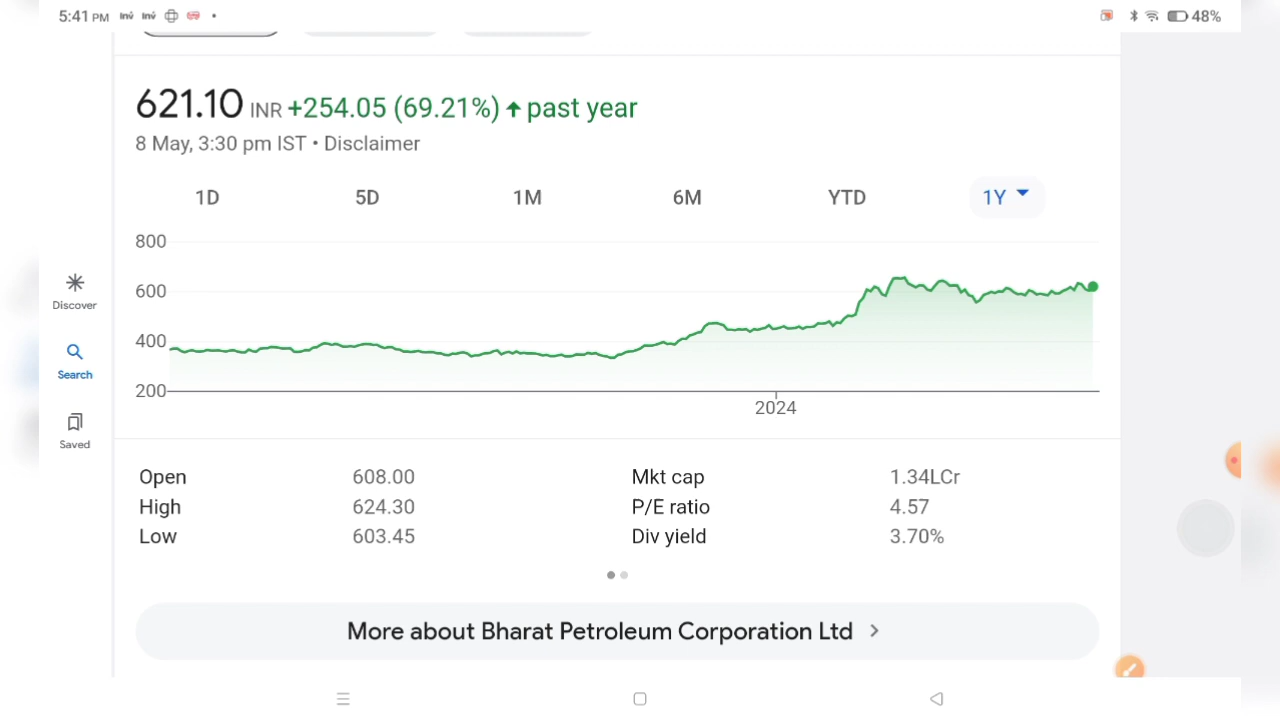 5:41 PM
48%
621.10 INR +254.05 (69.21%) ↑ past year
8 May, 3:30 pm IST • Disclaimer
1D 5D 1M 6M YTD 1Y
800
600
400
200
2024
Discover
Search
Saved
Open 608.00 Mkt cap 1.34LCr
High 624.30 P/E ratio 4.57
Low 603.45 Div yield 3.70%
More about Bharat Petroleum Corporation Ltd >